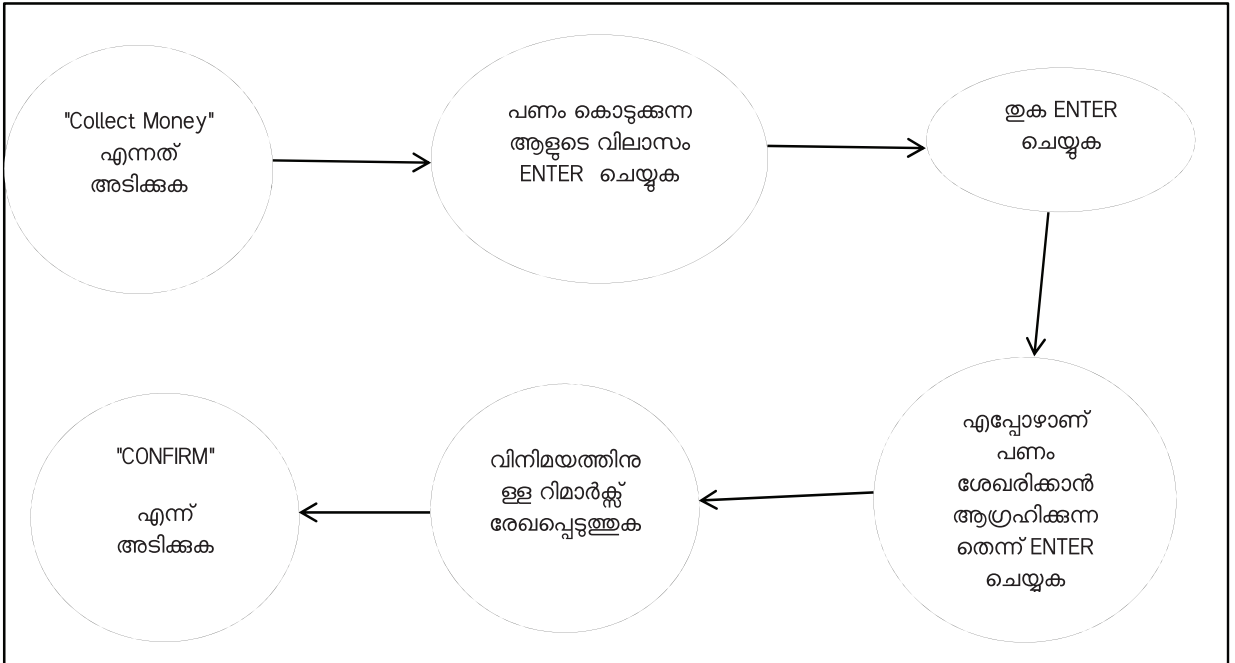 "Collect Money"
എന്നത്
അടിക്കുക
പണം കൊടുക്കുന്ന
ആളുടെ വിലാസം
ENTER ചെയ്യുക
തുക ENTER
ചെയ്യുക
എപ്പോഴാണ്
പണം
ശേഖരിക്കാൻ
ആഗ്രഹിക്കുന്ന
തെന്ന് ENTER
ചെയ്യുക
വിനിമയത്തിനു
ള്ള റിമാർക്സ്
രേഖപ്പെടുത്തുക
"CONFIRM"
എന്ന്
അടിക്കുക